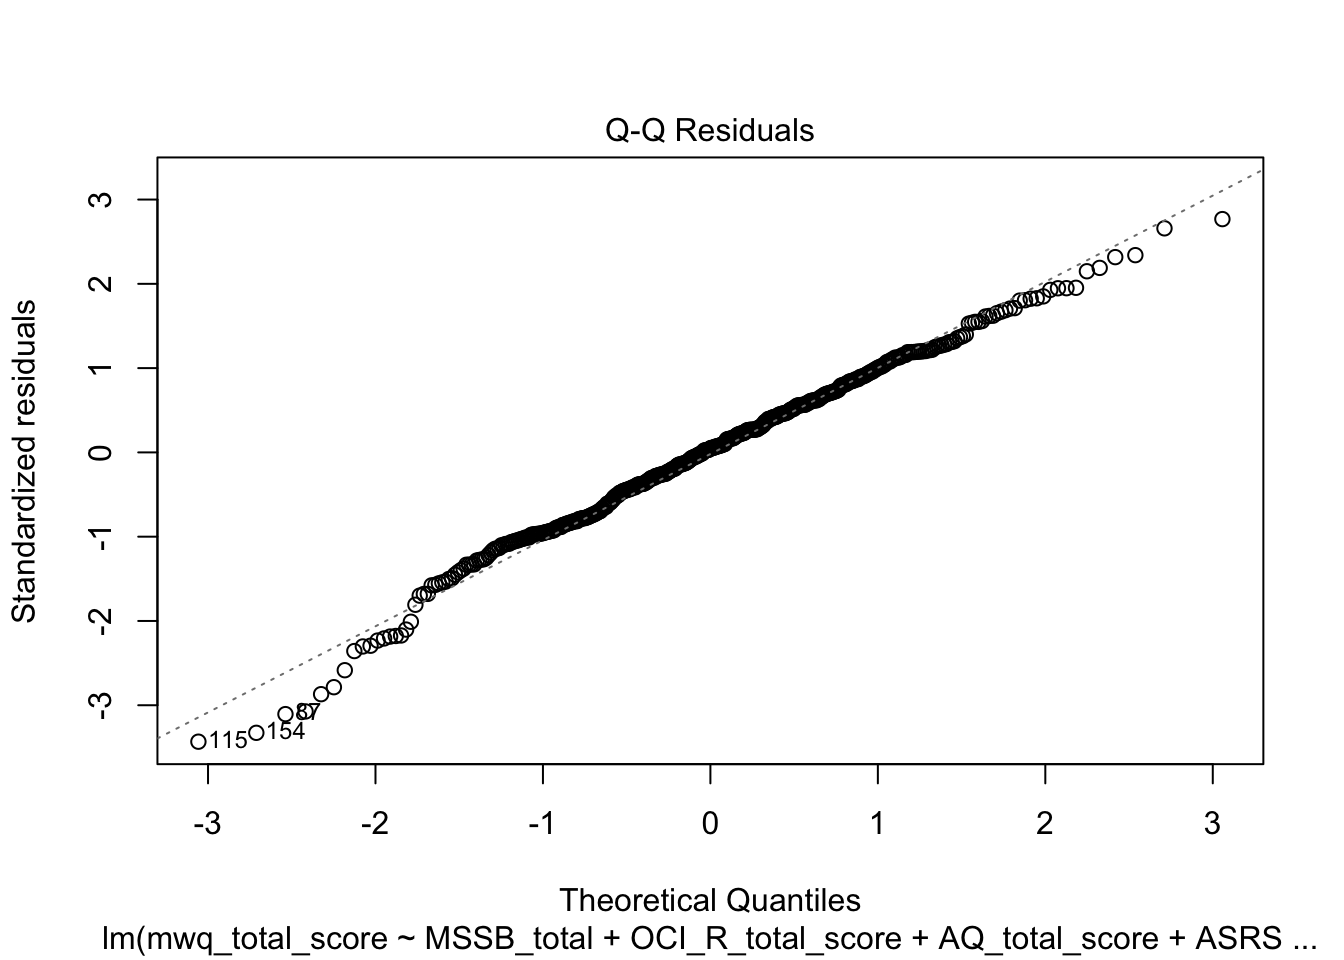 Q-Q Residuals
Standardized residuals
3
2
1
0
-1
-2
-3
87
154
115
-3 -2 -1 0 1 2 3
Theoretical Quantiles
lm(mwq_total_score ~ MSSB_total + OCI_R_total_score + AQ_total_score + ASRS ...